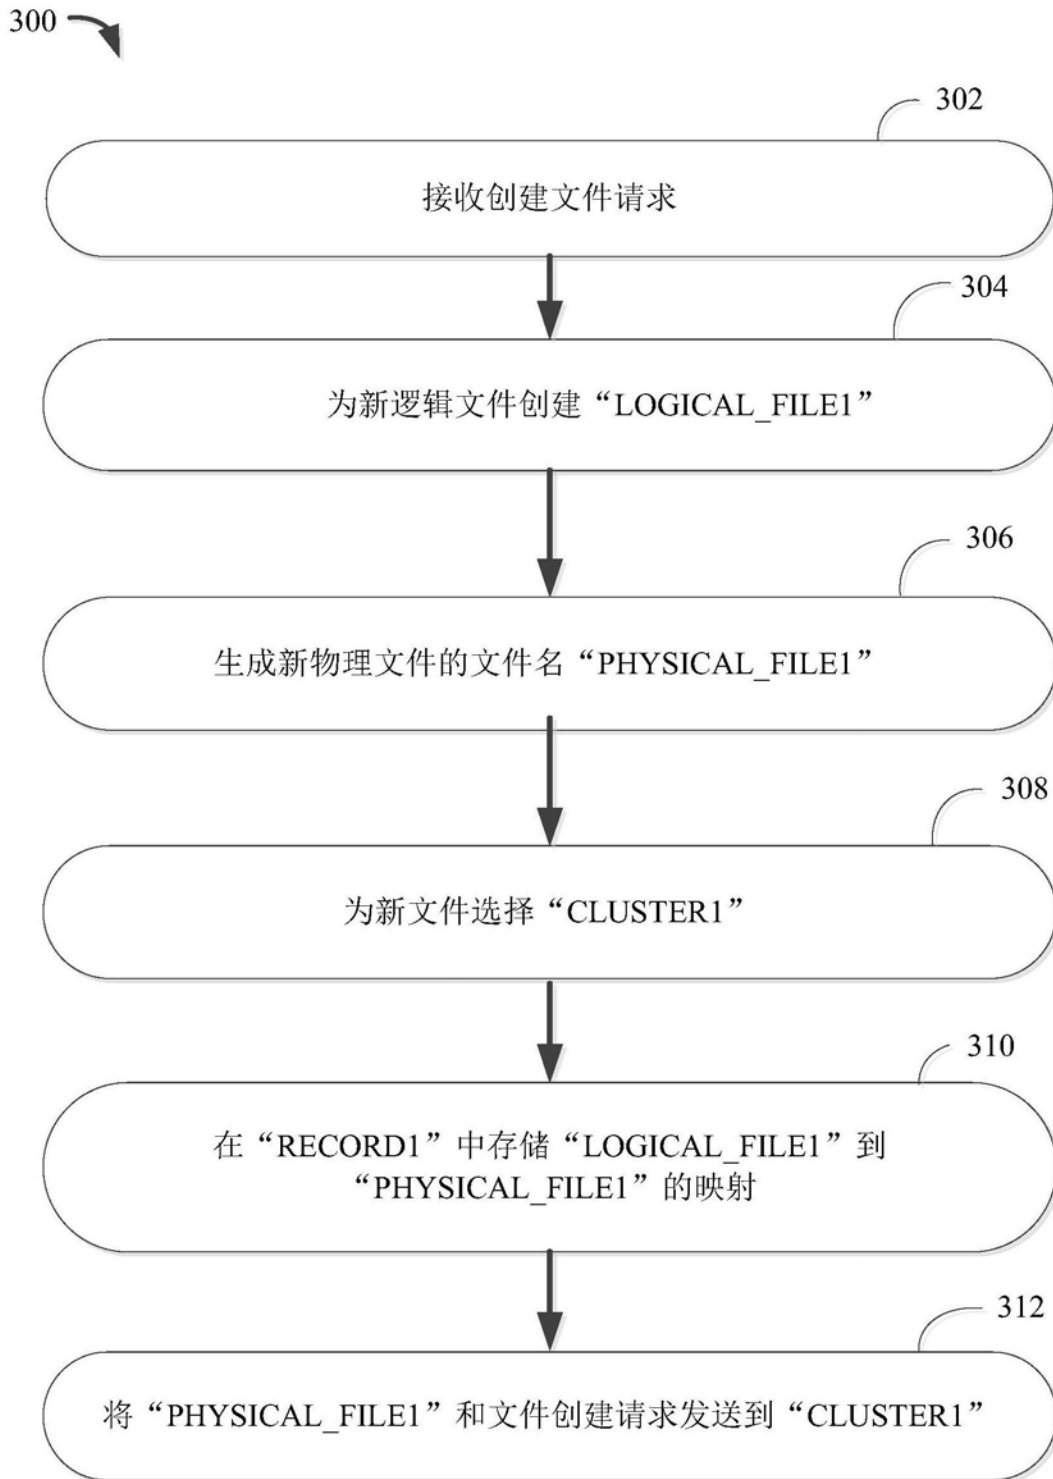 300
302
接收创建文件请求
304
为新逻辑文件创建“LOGICAL_FILE1”
306
生成新物理文件的文件名“PHYSICAL_FILE1”
308
为新文件选择“CLUSTER1”
310
在“RECORD1”中存储“LOGICAL_FILE1”到
“PHYSICAL_FILE1”的映射
312
将“PHYSICAL_FILE1”和文件创建请求发送到“CLUSTER1”